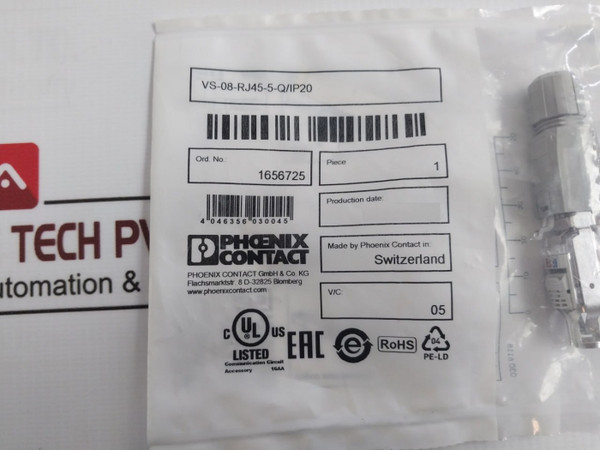 VS-08-RJ45-5-Q/IP20
Ord. No.
1656725
Piece
1
4 046356 030045
Production date:
PHOENIX
CONTACT
PHOENIX CONTACT GmbH & Co. KG
Flachsmarktstr. 8 D-32825 Blomberg
www.phoenixcontact.com
Made by Phoenix Contact in:
Switzerland
V/C:
05
C UL US
LISTED
Communication Circuit
Accessory 16AA
EAC
e
RoHS
04
PE-LD
A
TECH PV
utomation &